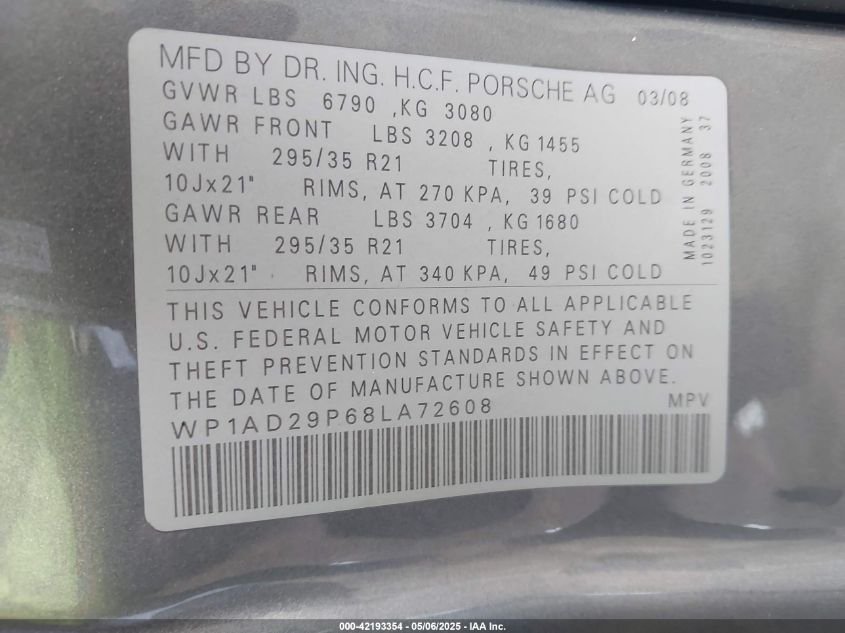 MFD BY DR. ING. H.C.F. PORSCHE AG 03/08
GVWR LBS 6790 ,KG 3080
GAWR FRONT LBS 3208 , KG 1455
WITH 295/35 R21 TIRES,
10Jx21" RIMS, AT 270 KPA, 39 PSI COLD
GAWR REAR LBS 3704 , KG 1680
WITH 295/35 R21 TIRES,
10Jx21" RIMS, AT 340 KPA, 49 PSI COLD
MADE IN GERMANY
1023129 2008 37
THIS VEHICLE CONFORMS TO ALL APPLICABLE
U.S. FEDERAL MOTOR VEHICLE SAFETY AND
THEFT PREVENTION STANDARDS IN EFFECT ON
THE DATE OF MANUFACTURE SHOWN ABOVE.
WP1AD29P68LA72608 MPV
000-42193354 - 05/06/2025 - IAA Inc.